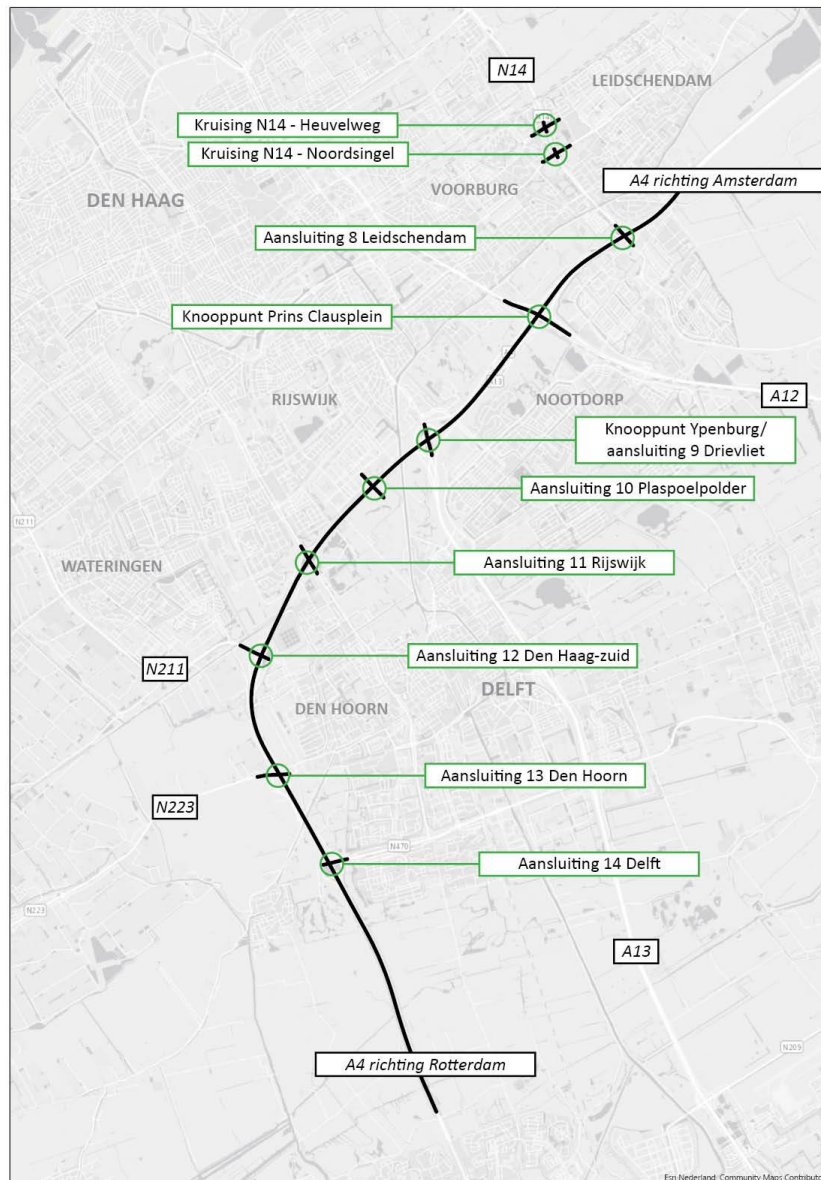 N14
LEIDSCHENDAM
Kruising N14 - Heuvelweg
Kruising N14 - Noordsingel
VOORBURG
A4 richting Amsterdam
DEN HAAG
Aansluiting 8 Leidschendam
Knooppunt Prins Clausplein
RIJSWIJK
NOOTDORP
A12
Knooppunt Ypenburg/
aansluiting 9 Drievliet
Aansluiting 10 Plaspoelpolder
N211
WATERINGEN
Aansluiting 11 Rijswijk
Aansluiting 12 Den Haag-zuid
N211
DELFT
DEN HOORN
Aansluiting 13 Den Hoorn
N223
N470
Aansluiting 14 Delft
N223
A13
N209
A4 richting Rotterdam
Esri Nederland, Community Maps Contributo